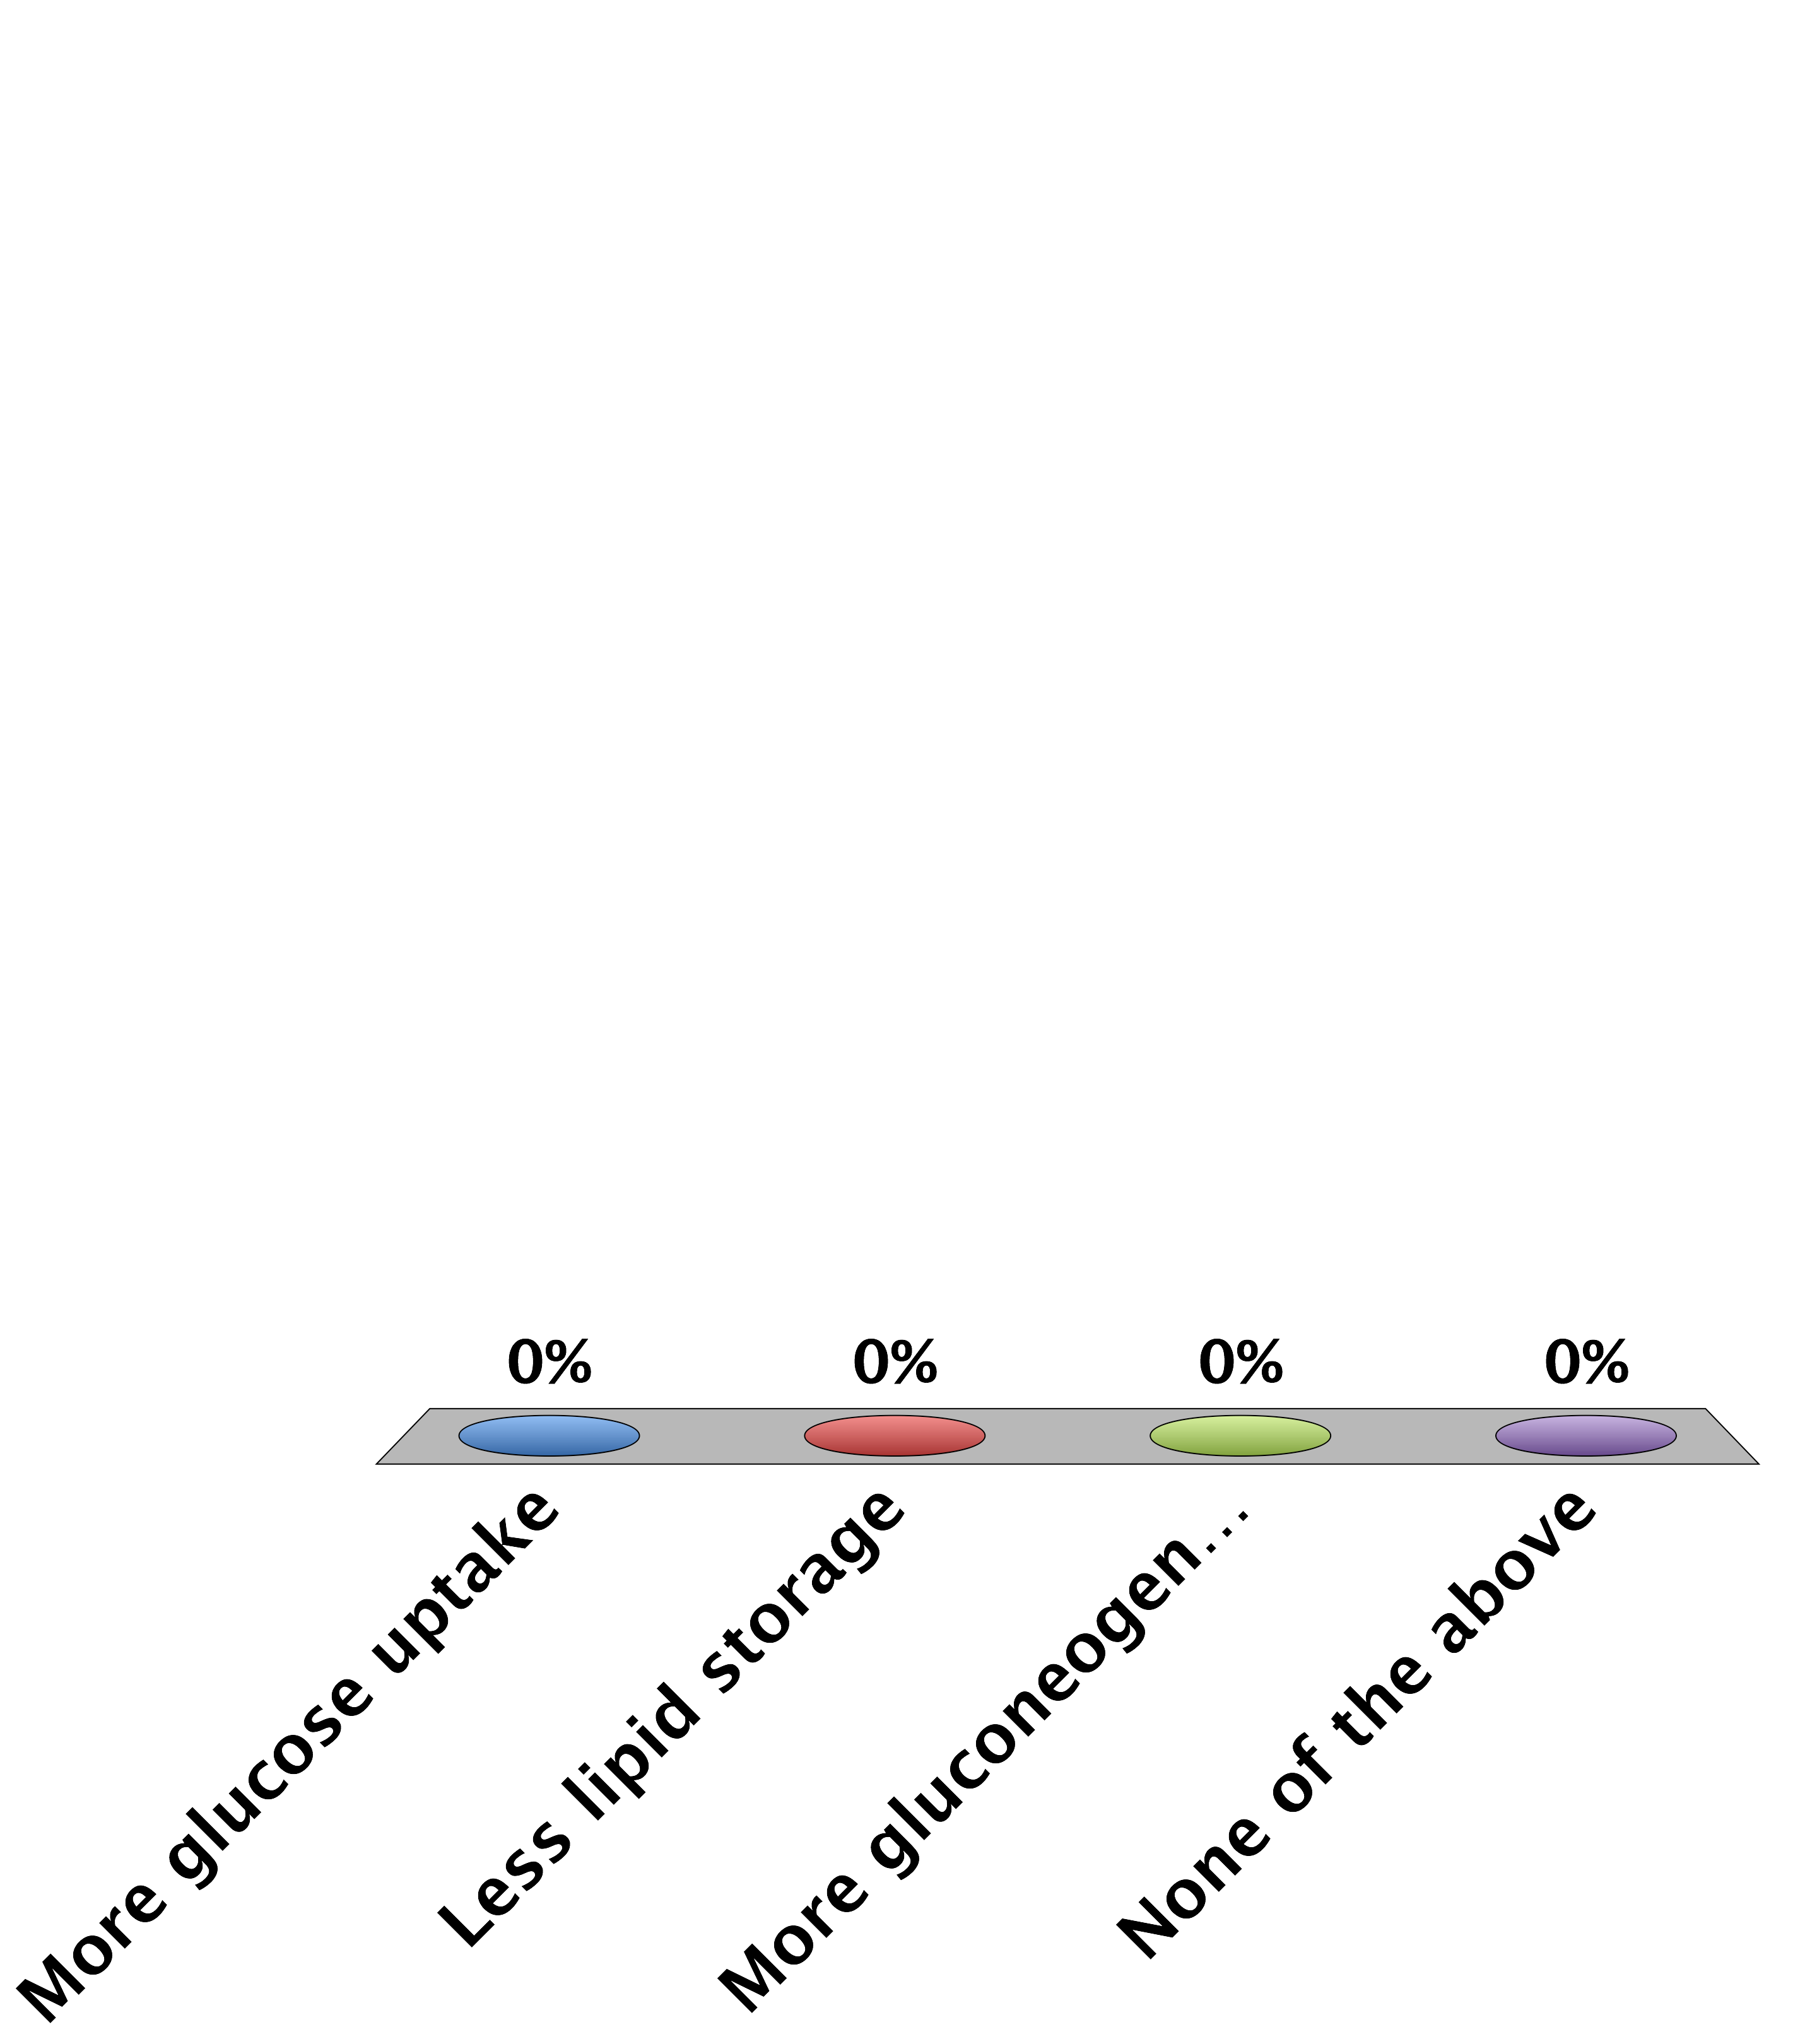 0% 0% 0% 0%
More glucose uptake
Less lipid storage
More gluconeogen...
None of the above